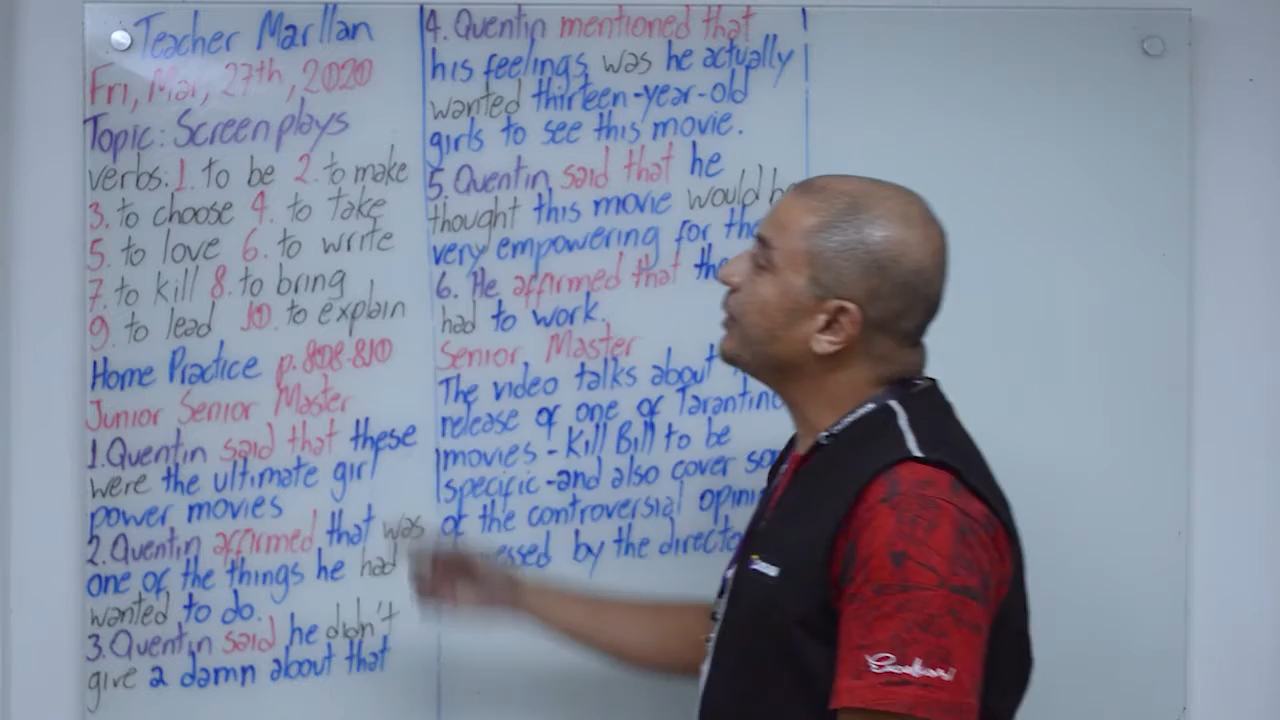 Teacher Marllan
Fri, Mar, 27th, 2020
Topic: Screenplays
verbs: 1. to be 2. to make
3. to choose 4. to take
5. to love 6. to write
7. to kill 8. to bring
9. to lead 10. to explain
Home Practice p. 808-810
Junior Senior Master
1. Quentin said that these
were the ultimate girl
power movies
2. Quentin affirmed that was
one of the things he had
wanted to do.
3. Quentin said he didn't
give a damn about that
4. Quentin mentioned that
his feelings was he actually
wanted thirteen-year-old
girls to see this movie.
5. Quentin said that he
thought this movie would
very empowering for
6. He affirmed that
had to work.
Senior Master
The video talks about
release of one of Tarantino
movies - Kill Bill to be
specific - and also cover
of the controversial
by the